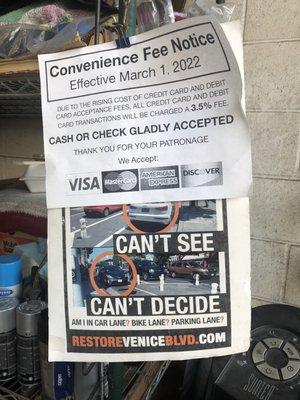 Convenience Fee Notice
Effective March 1, 2022
DUE TO THE RISING COST OF CREDIT CARD AND DEBIT
CARD ACCEPTANCE FEES, ALL CREDIT CARD AND DEBIT
CARD TRANSACTIONS WILL BE CHARGED A 3.5% FEE.
CASH OR CHECK GLADLY ACCEPTED
THANK YOU FOR YOUR PATRONAGE
We Accept:
VISA MasterCard AMERICAN EXPRESS DISCOVER
CAN'T SEE
CAN'T DECIDE
AM I IN CAR LANE? BIKE LANE? PARKING LANE?
RESTOREVENICEBLVD.COM